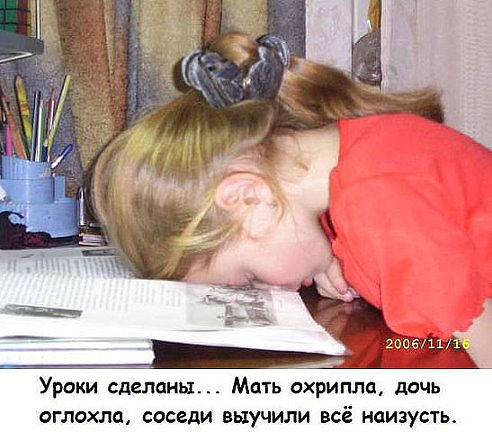 2006/11/16
Уроки сделаны... Мать охрипла, дочь
оглохла, соседи выучили всё наизусть.